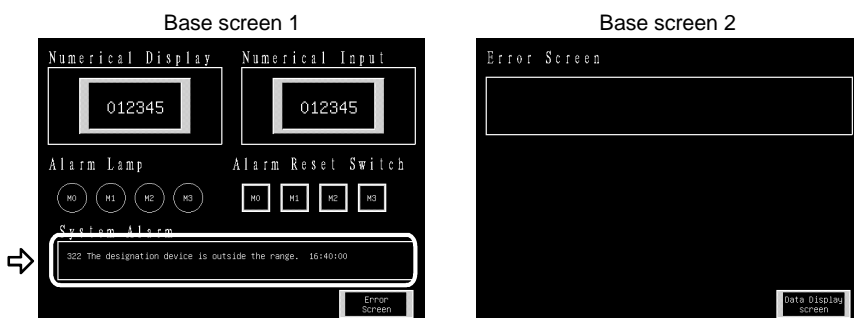 Base screen 1
Numerical Display Numerical Input
012345 012345
Alarm Lamp Alarm Reset Switch
M0 M1 M2 M3 M0 M1 M2 M3
System Alarm
322 The designation device is outside the range. 16:40:00
Error
Screen
Base screen 2
Error Screen
Data Display
screen